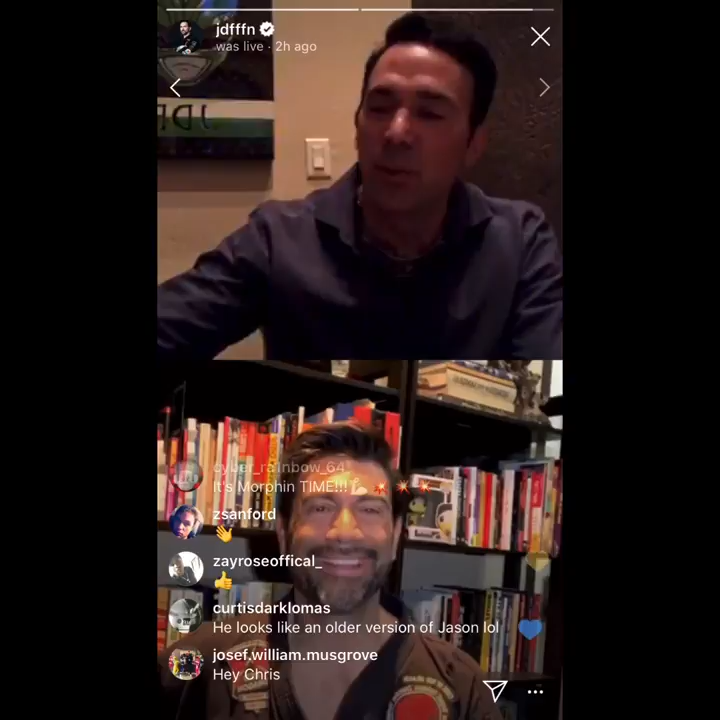 jdfffn
was live · 2h ago
cyber_ra1nbow_64
It's Morphin TIME!!!
zsanford
zayroseoffical_
curtisdarklomas
He looks like an older version of Jason lol
josef.william.musgrove
Hey Chris